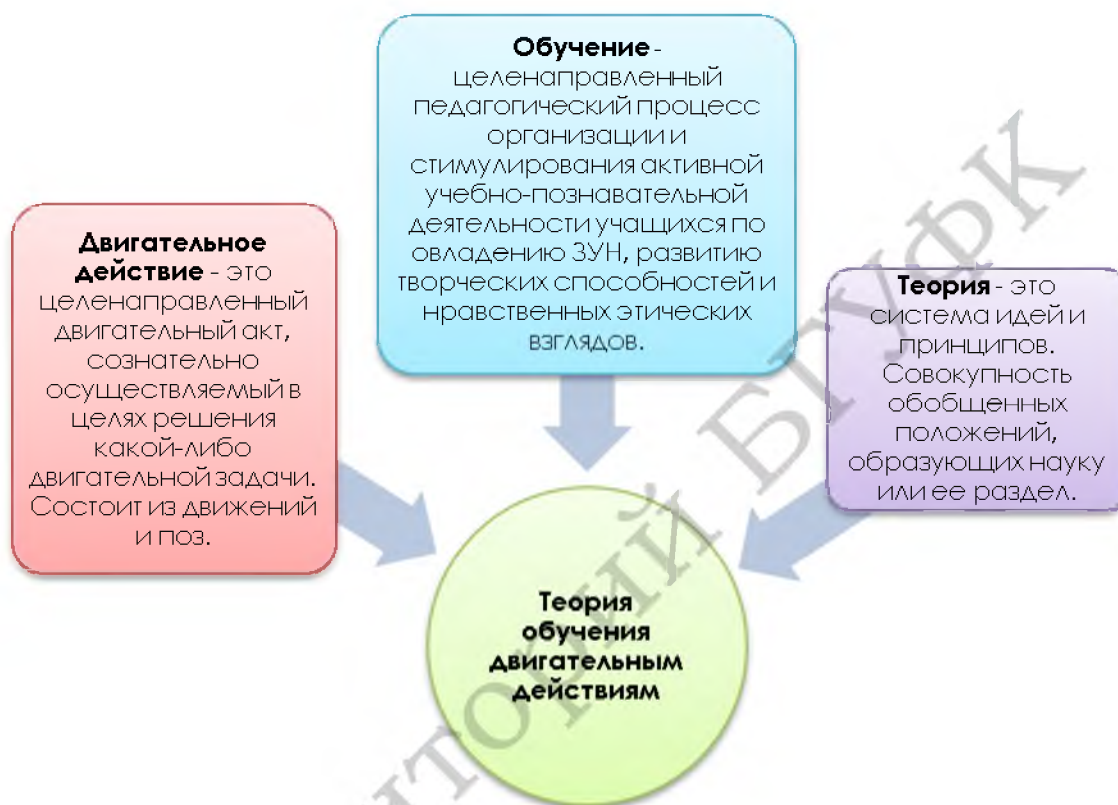 Обучение -
целенаправленный
педагогический процесс
организации и
стимулирования активной
учебно-познавательной
деятельности учащихся по
овладению ЗУН, развитию
творческих способностей и
нравственных этических
взглядов.
Двигательное
действие - это
целенаправленный
двигательный акт,
сознательно
осуществляемый в
целях решения
какой-либо
двигательной задачи.
Состоит из движений
и поз.
Теория - это
система идей и
принципов.
Совокупность
обобщенных
положений,
образующих науку
или ее раздел.
Теория
обучения
двигательным
действиям
БГУФК